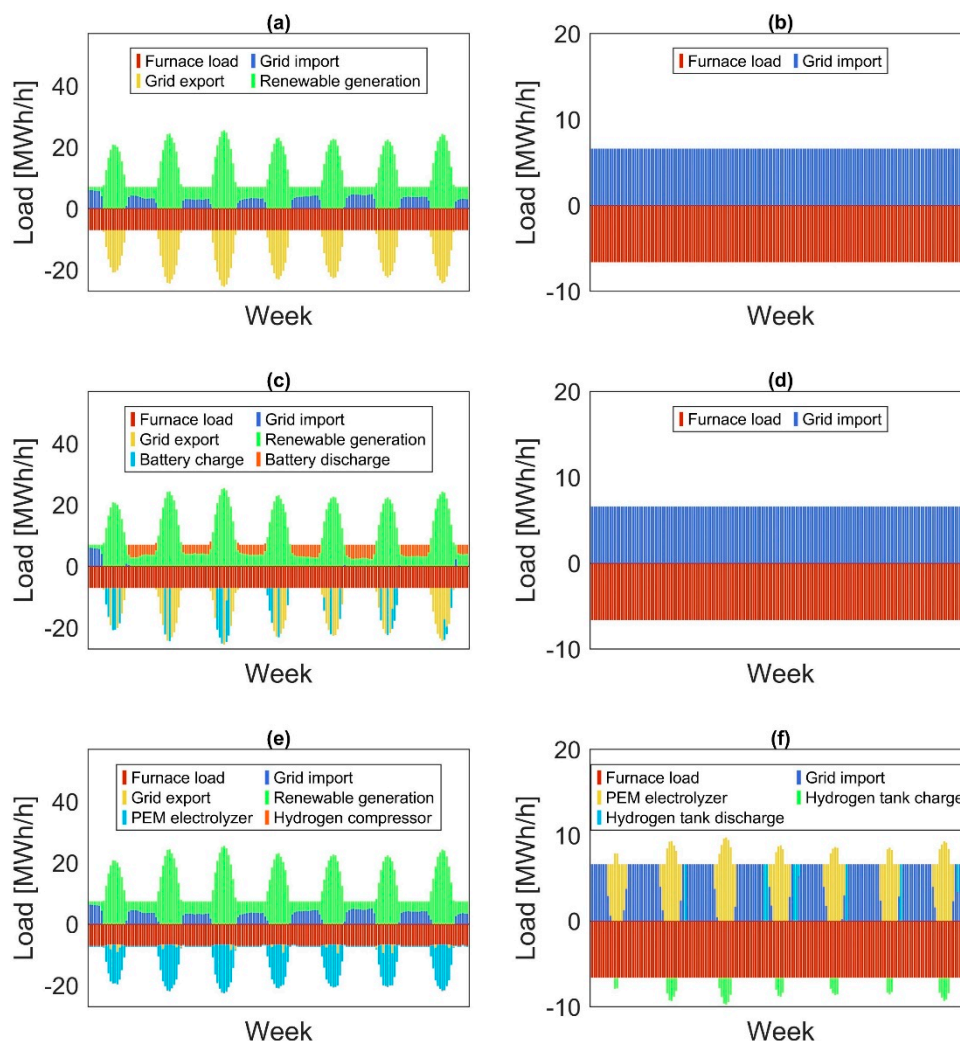 (a)
Furnace load Grid import
Grid export Renewable generation
Load [MWh/h]
40
20
0
-20
Week
(b)
Furnace load Grid import
Load [MWh/h]
20
10
0
-10
Week
(c)
Furnace load Grid import
Grid export Renewable generation
Battery charge Battery discharge
Load [MWh/h]
40
20
0
-20
Week
(d)
Furnace load Grid import
Load [MWh/h]
20
10
0
-10
Week
(e)
Furnace load Grid import
Grid export Renewable generation
PEM electrolyzer Hydrogen compressor
Load [MWh/h]
40
20
0
-20
Week
(f)
Furnace load Grid import
PEM electrolyzer Hydrogen tank charge
Hydrogen tank discharge
Load [MWh/h]
20
10
0
-10
Week